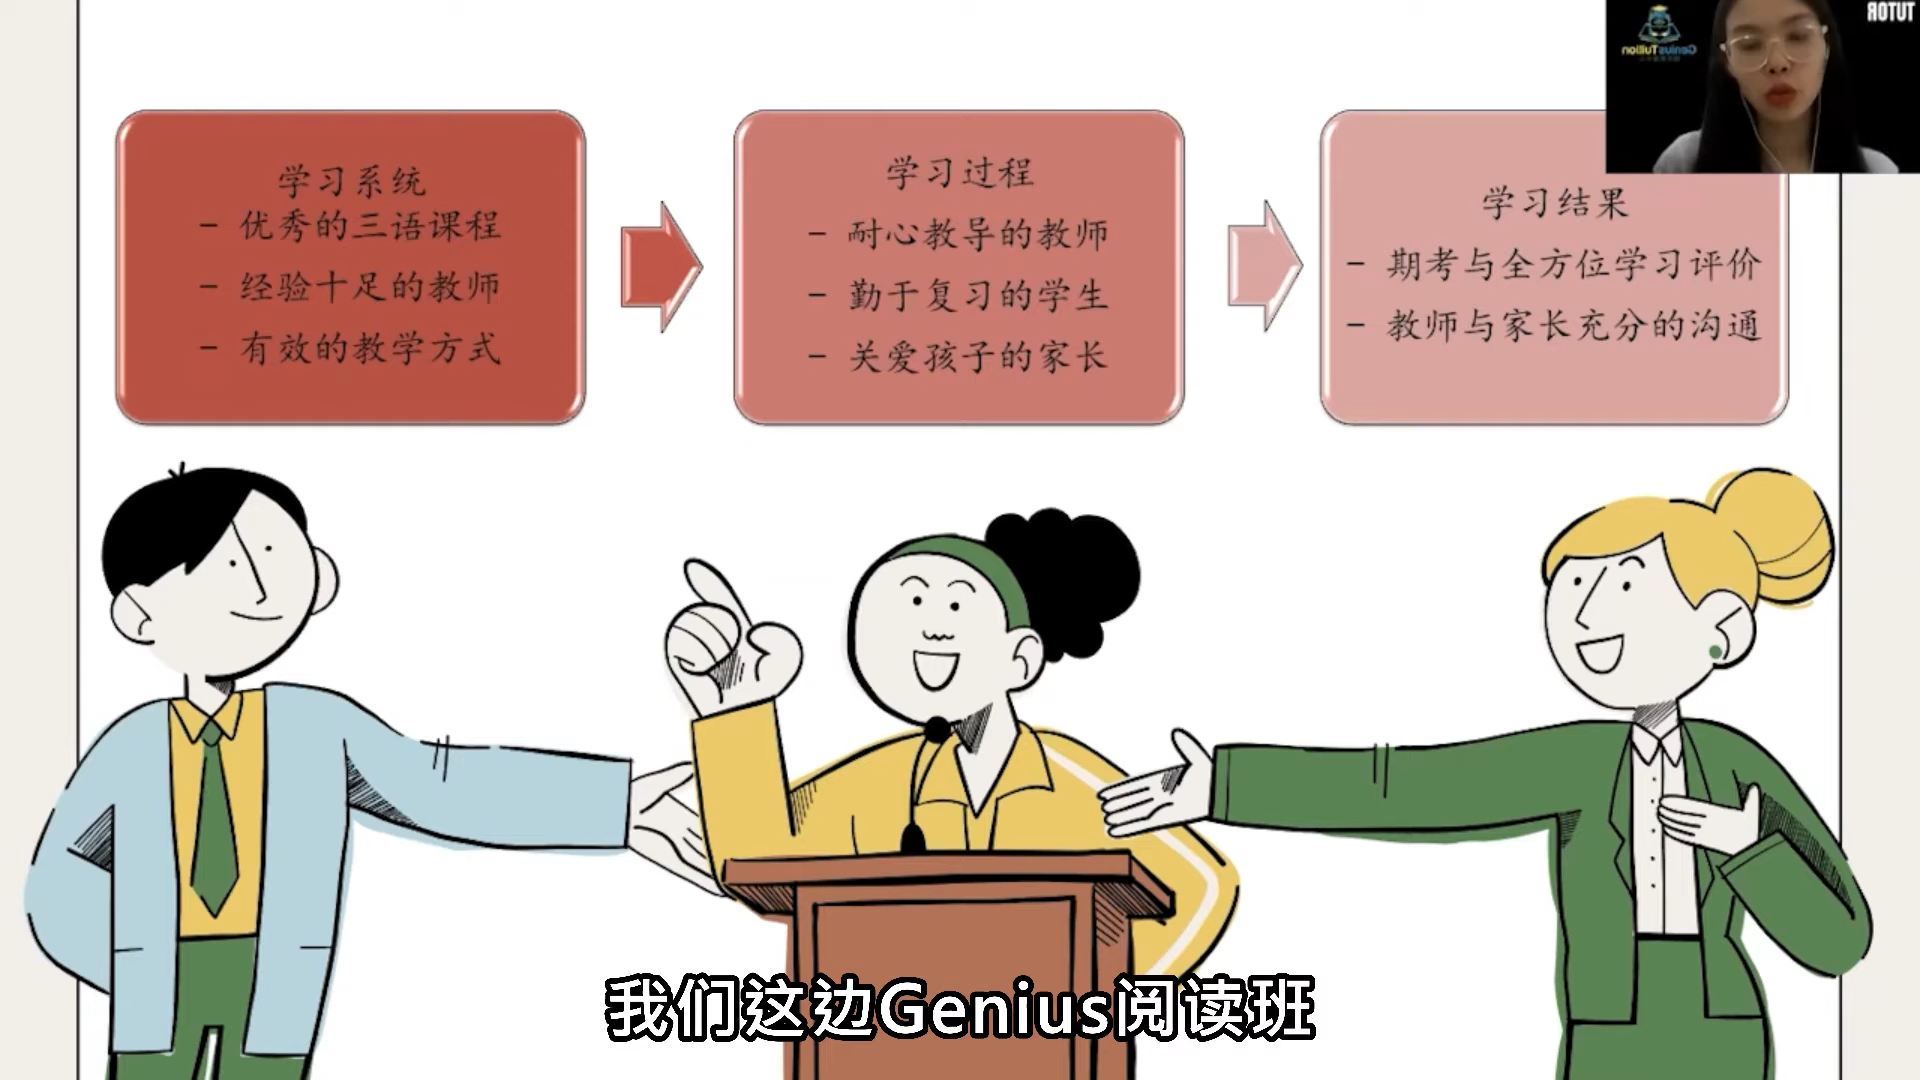 学习系统
- 优秀的三语课程
- 经验十足的教师
- 有效的教学方式
学习过程
- 耐心教导的教师
- 勤于复习的学生
- 关爱孩子的家长
学习结果
- 期考与全方位学习评价
- 教师与家长充分的沟通
GeniusTuition
TUTOR
我们这边Genius阅读班